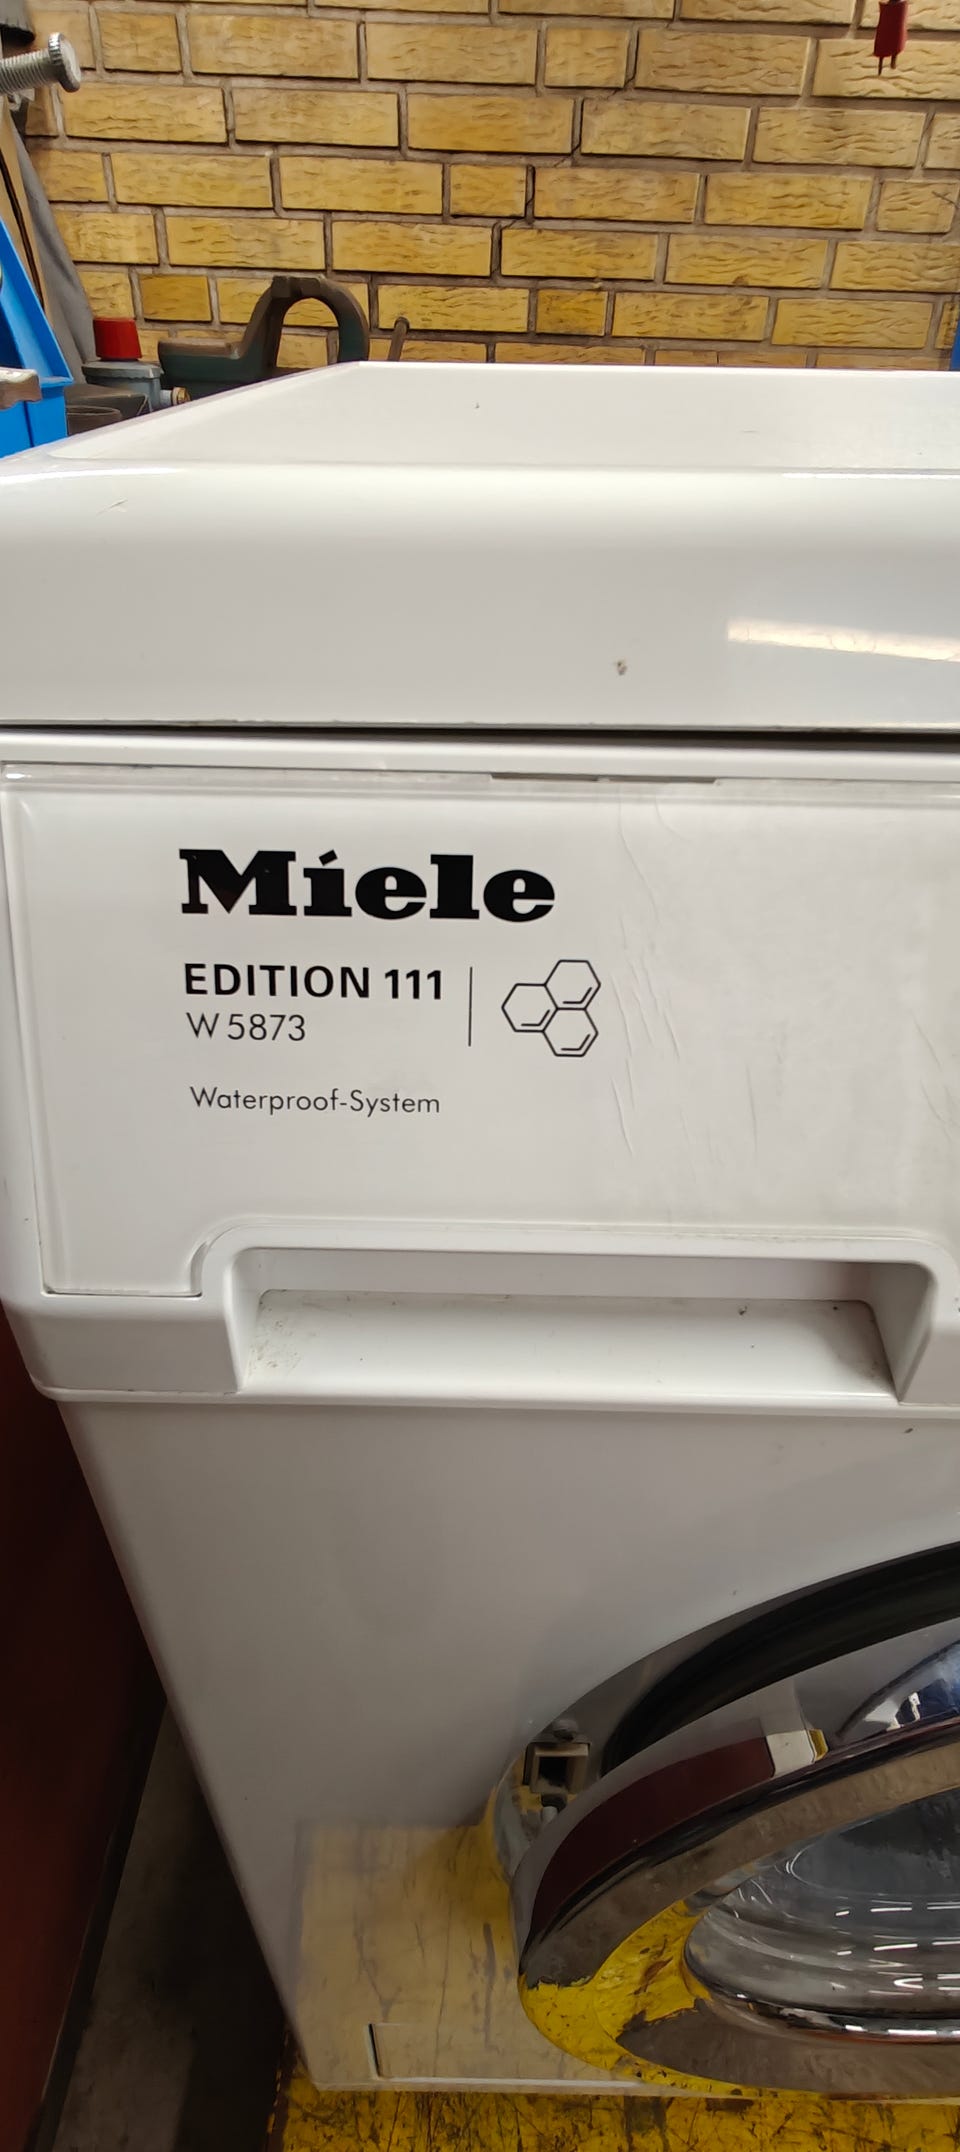 Miele
EDITION 111
W 5873
Waterproof-System